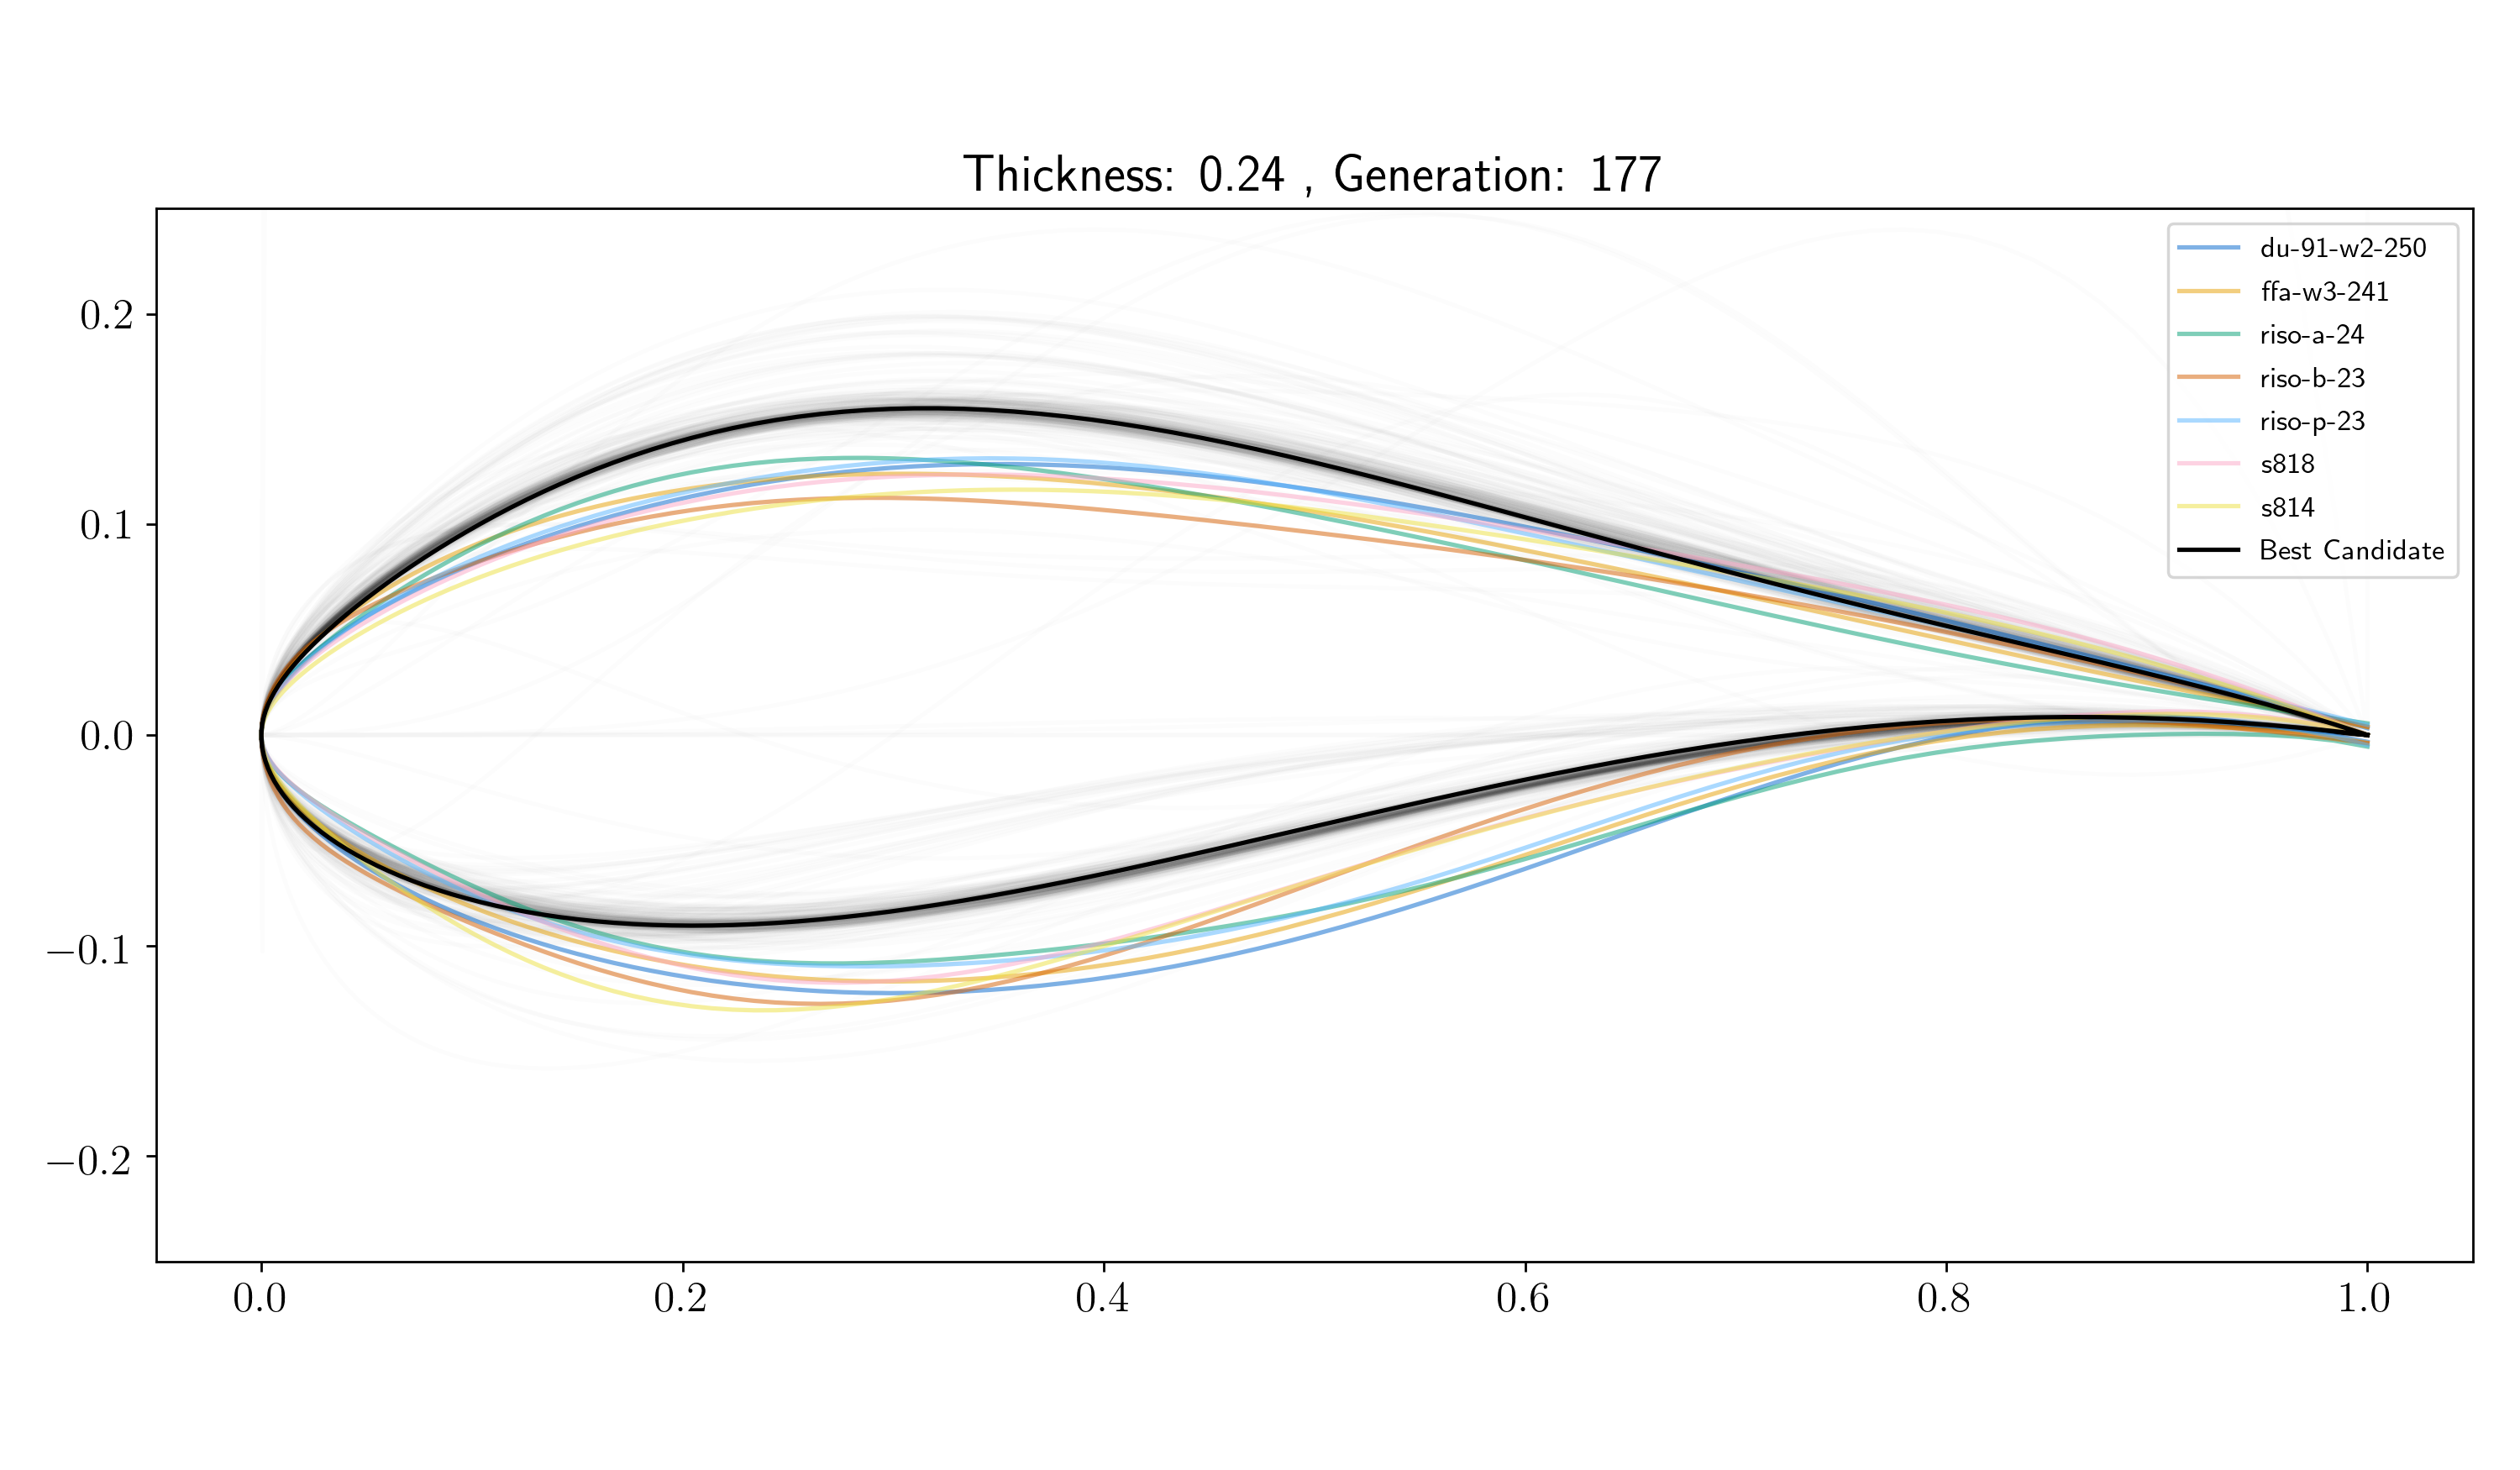 Thickness: 0.24 , Generation: 177
du-91-w2-250
ffa-w3-241
riso-a-24
riso-b-23
riso-p-23
s818
s814
Best Candidate
0.2
0.1
0.0
−0.1
−0.2
0.0 0.2 0.4 0.6 0.8 1.0